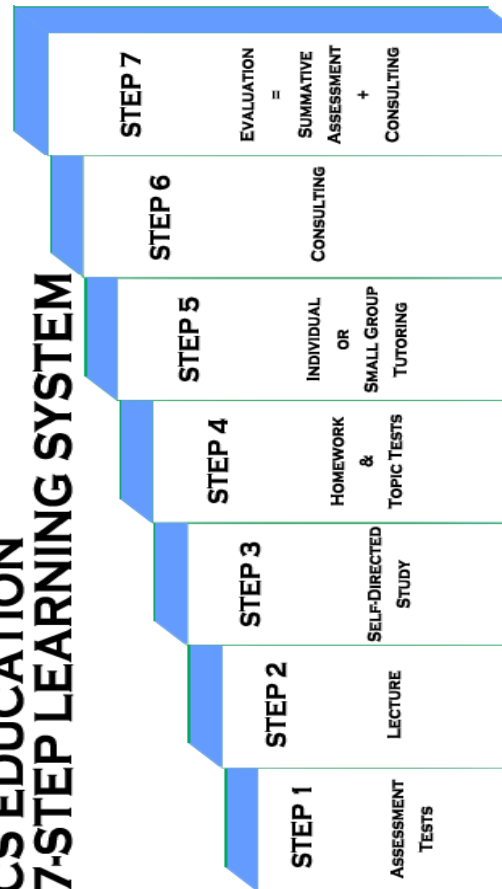 CS EDUCATION
7-STEP LEARNING SYSTEM
STEP 1
ASSESSMENT
TESTS
STEP 2
LECTURE
STEP 3
SELF-DIRECTED
STUDY
STEP 4
HOMEWORK
&
TOPIC TESTS
STEP 5
INDIVIDUAL
OR
SMALL GROUP
TUTORING
STEP 6
CONSULTING
STEP 7
EVALUATION
=
SUMMATIVE
ASSESSMENT
+
CONSULTING